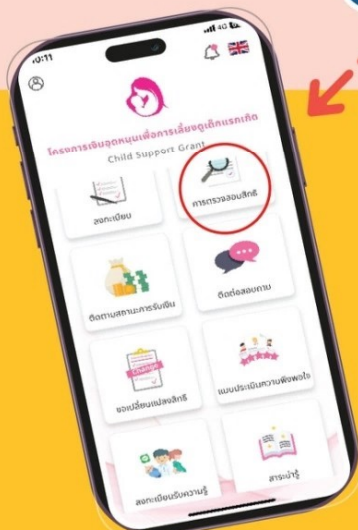 0:11
4G
โครงการเงินอุดหนุนเพื่อการเลี้ยงดูเด็กแรกเกิด
Child Support Grant
ลงทะเบียน
การตรวจสอบสิทธิ์
ติดตามสถานะการรับเงิน
ติดต่อสอบถาม
Change
ขอเปลี่ยนแปลงสิทธิ์
แบบประเมินความพึงพอใจ
ลงทะเบียนรับความรู้
สาระน่ารู้